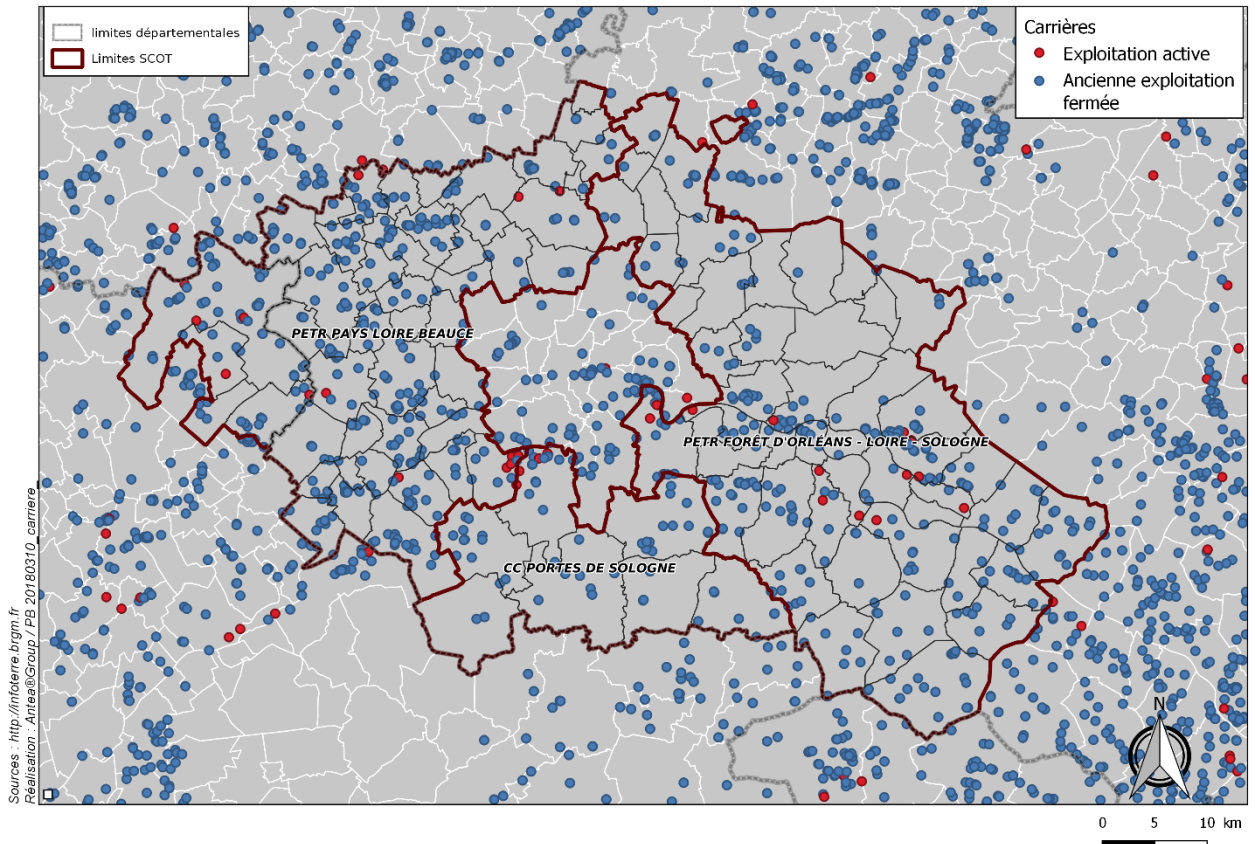 limites départementales
Limites SCOT
Carrières
Exploitation active
Ancienne exploitation
fermée
PETR PAYS LOIRE BEAUCE
PETR FORÊT D'ORLÉANS - LOIRE - SOLOGNE
CC PORTES DE SOLOGNE
Sources : http://infoterre.brgm.fr
Réalisation : Antea®Group / PB 20180310_carriere
N
0 5 10 km